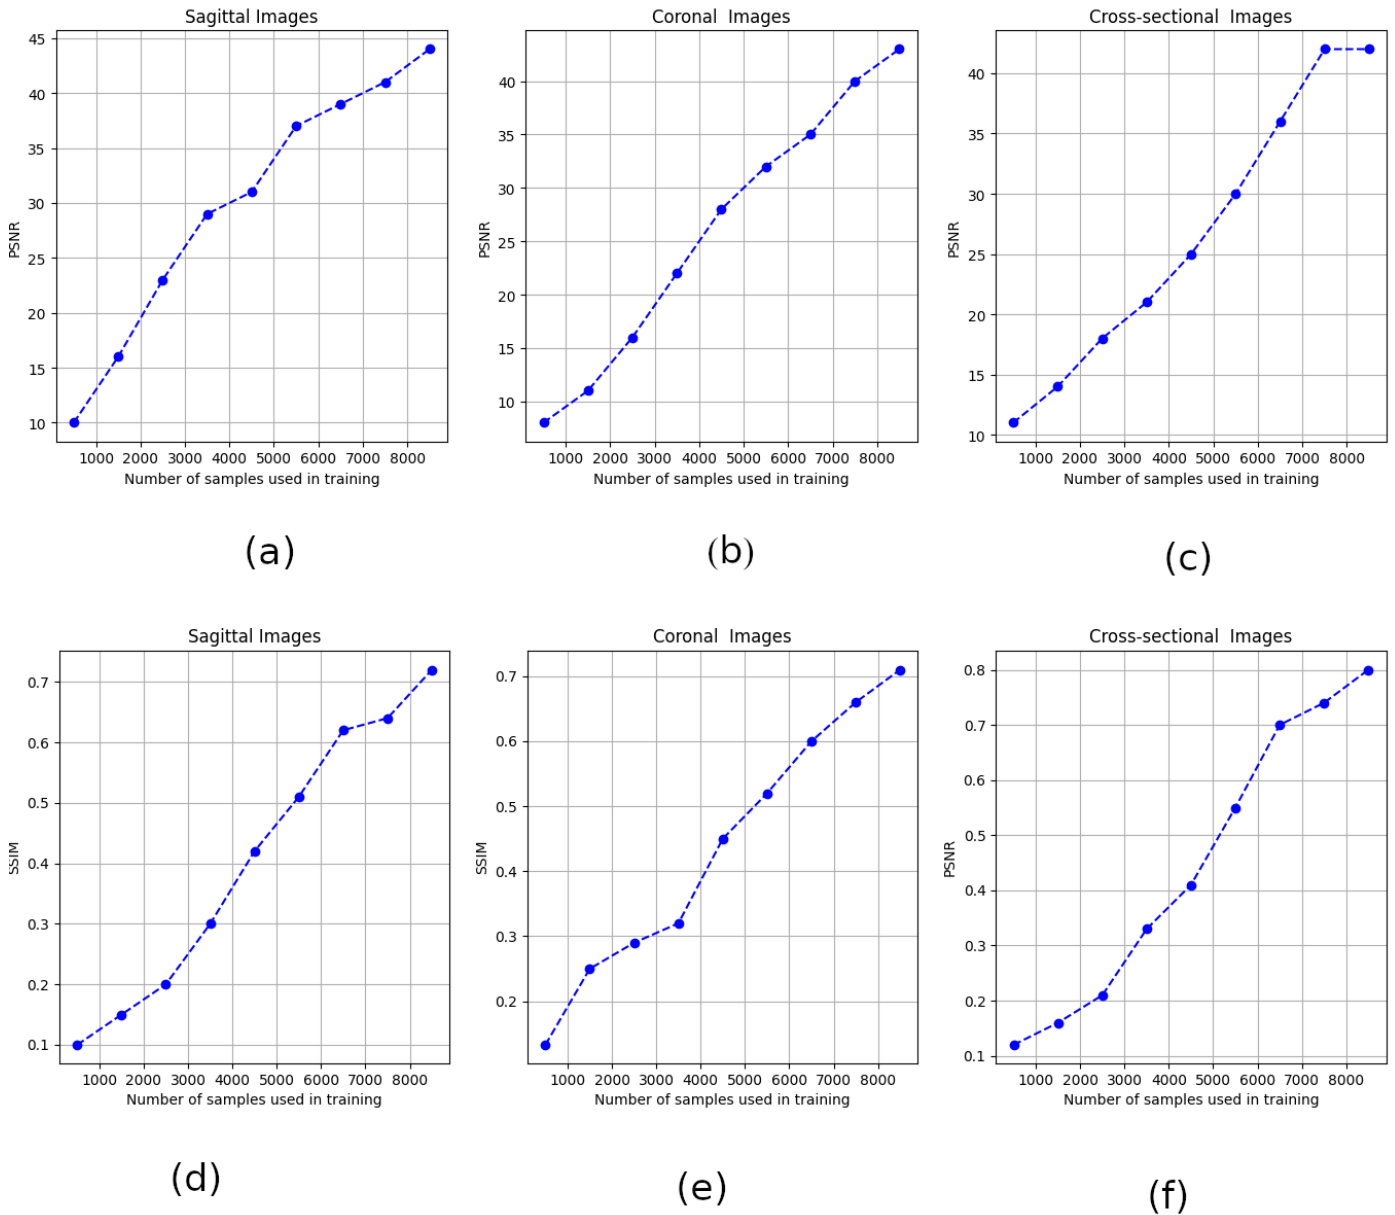 Sagittal Images
45
40
35
30
25
20
15
10
PSNR
1000 2000 3000 4000 5000 6000 7000 8000
Number of samples used in training
(a)
Coronal  Images
40
35
30
25
20
15
10
PSNR
1000 2000 3000 4000 5000 6000 7000 8000
Number of samples used in training
(b)
Cross-sectional  Images
40
35
30
25
20
15
10
PSNR
1000 2000 3000 4000 5000 6000 7000 8000
Number of samples used in training
(c)
Sagittal Images
0.7
0.6
0.5
0.4
0.3
0.2
0.1
SSIM
1000 2000 3000 4000 5000 6000 7000 8000
Number of samples used in training
(d)
Coronal  Images
0.7
0.6
0.5
0.4
0.3
0.2
SSIM
1000 2000 3000 4000 5000 6000 7000 8000
Number of samples used in training
(e)
Cross-sectional  Images
0.8
0.7
0.6
0.5
0.4
0.3
0.2
0.1
PSNR
1000 2000 3000 4000 5000 6000 7000 8000
Number of samples used in training
(f)